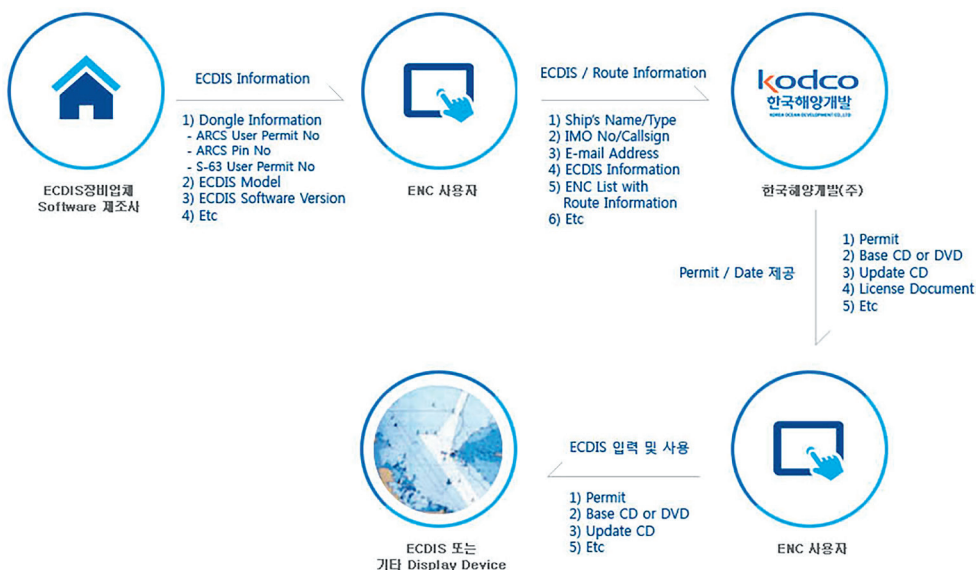 ECDIS Information
1) Dongle Information
- ARCS User Permit No
- ARCS Pin No
- S-63 User Permit No
2) ECDIS Model
3) ECDIS Software Version
4) Etc
ECDIS장비업체
Software 제조사
ENC 사용자
ECDIS / Route Information
1) Ship's Name/Type
2) IMO No/Callsign
3) E-mail Address
4) ECDIS Information
5) ENC List with
Route Information
6) Etc
kodco
한국해양개발
KOREA OCEAN DEVELOPMENT CO.,LTD
한국해양개발(주)
Permit / Date 제공
1) Permit
2) Base CD or DVD
3) Update CD
4) License Document
5) Etc
ENC 사용자
ECDIS 입력 및 사용
1) Permit
2) Base CD or DVD
3) Update CD
5) Etc
ECDIS 또는
기타 Display Device